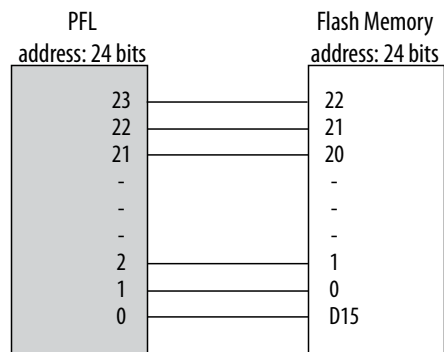 PFL Flash Memory
address: 24 bits address: 24 bits
23 22
22 21
21 20
- -
- -
- -
2 1
1 0
0 D15